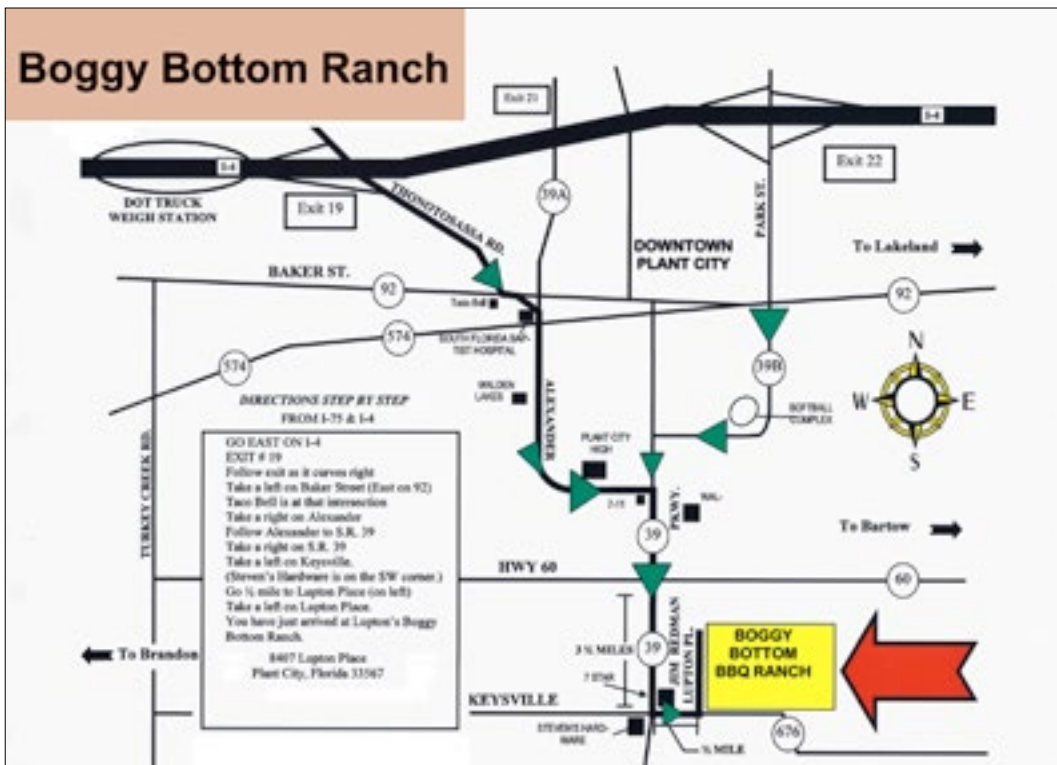 Boggy Bottom Ranch
Exit 21
I-4
I-4
Exit 22
39A
PARK ST.
DOT TRUCK
WEIGH STATION
Exit 19
THONOTOSASSA RD.
DOWNTOWN
PLANT CITY
To Lakeland
BAKER ST.
92
92
Taco Bell
574
SOUTH FLORIDA BAP-
TIST HOSPITAL
574
39B
N
W
E
S
WALDEN
LAKES
ALEXANDER
SOFTBALL
COMPLEX
DIRECTIONS STEP BY STEP
FROM I-75 & I-4
GO EAST ON I-4
EXIT # 19
Follow exit as it curves right
Take a left on Baker Street (East on 92)
Taco Bell is at that intersection
Take a right on Alexander
Follow Alexander to S.R. 39
Take a right on S.R. 39
Take a left on Keysville.
(Steven's Hardware is on the SW corner.)
Go ½ mile to Lupton Place (on left)
Take a left on Lupton Place.
You have just arrived at Lupton's Boggy
Bottom Ranch.
8407 Lupton Place
Plant City, Florida 33567
TURKEY CREEK RD.
PLANT CITY
HIGH
7-11
WAL-
PKWY.
39
To Bartow
HWY 60
60
39
3 ½ MILES
JIM REDMAN
LUPTON PL.
BOGGY
BOTTOM
BBQ RANCH
To Brandon
7 STAR
KEYSVILLE
STEVEN'S HARD-
WARE
½ MILE
676